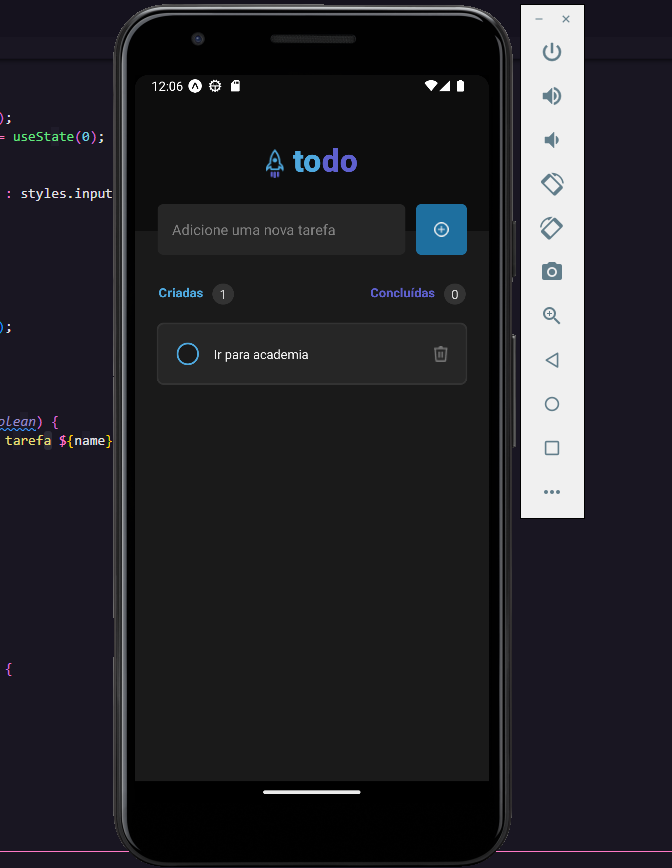 );
= useState(0);
: styles.input
);
olean) {
tarefa ${name}
{
12:06
todo
Adicione uma nova tarefa
Criadas 1
Concluídas 0
Ir para academia